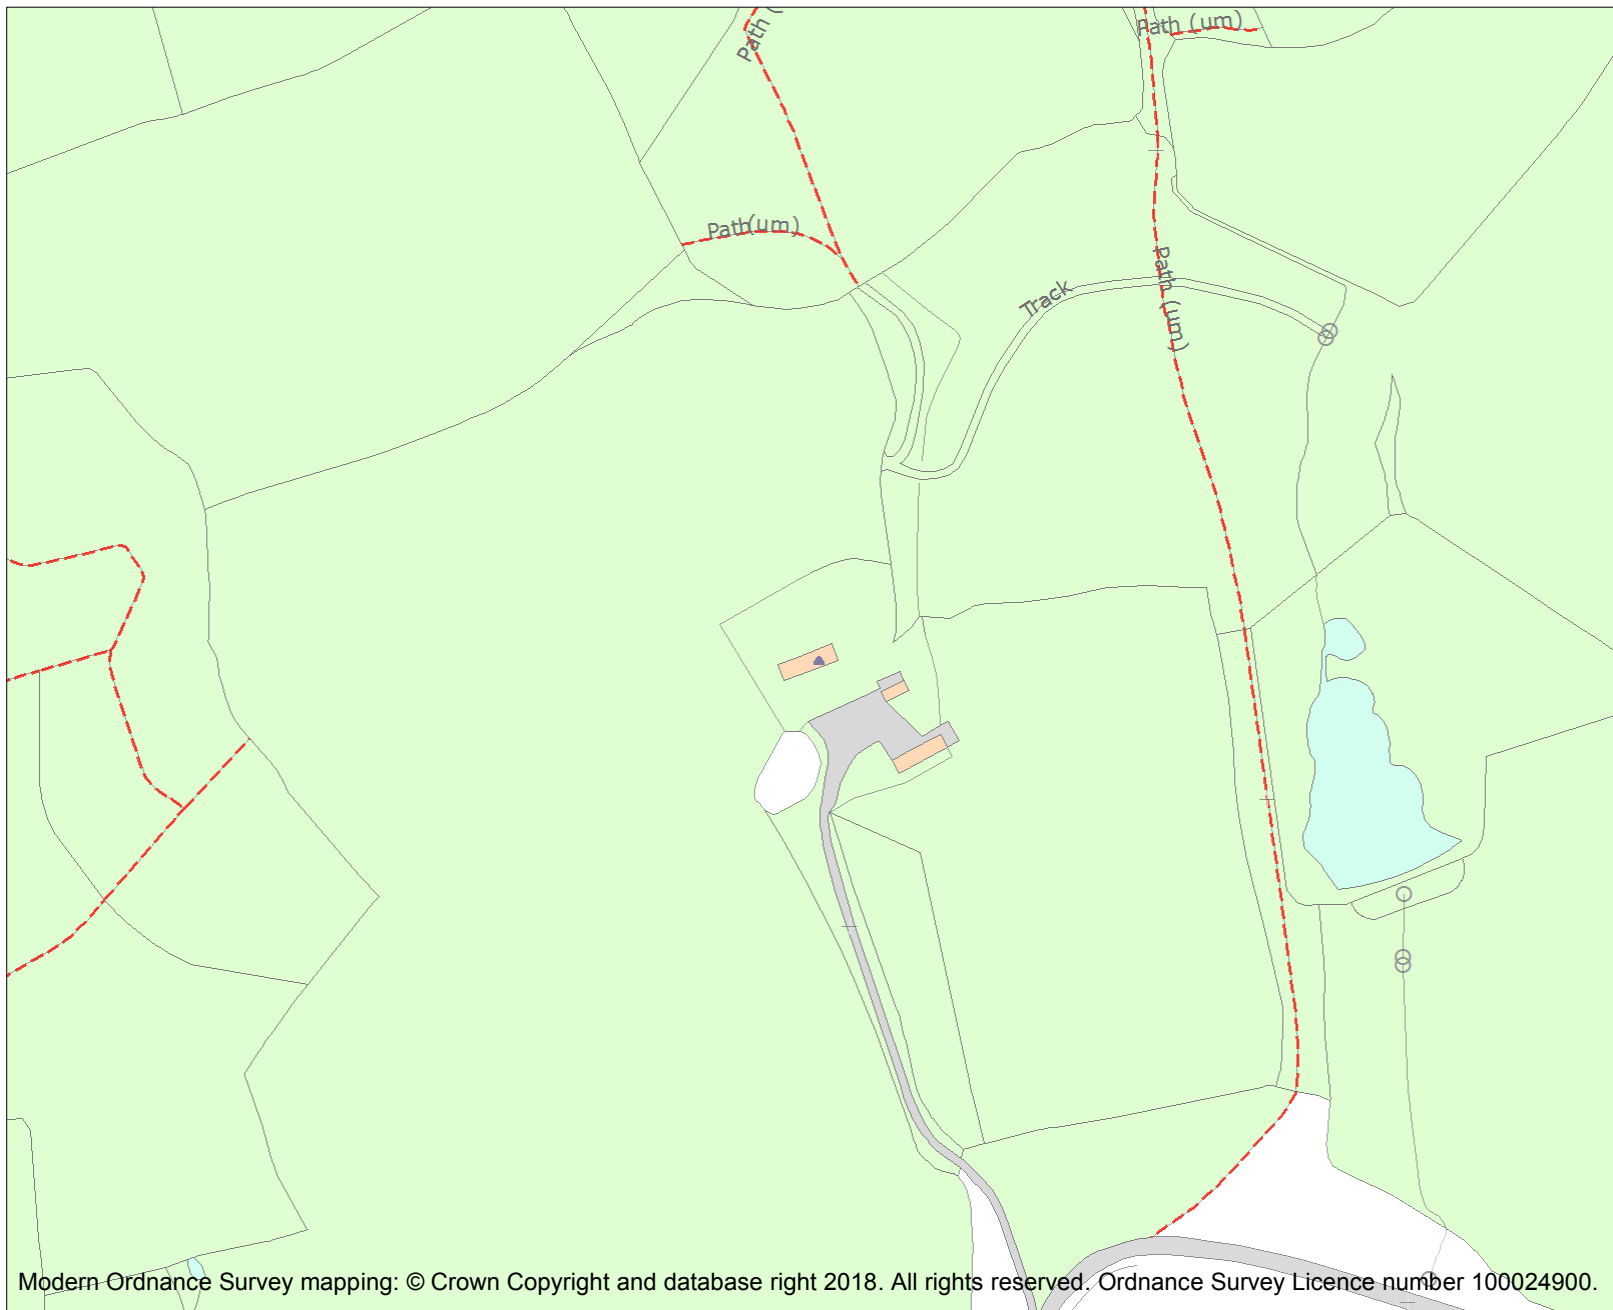 Path (
Path (um)
Path(um)
Path (um)
Track
Modern Ordnance Survey mapping: © Crown Copyright and database right 2018. All rights reserved. Ordnance Survey Licence number 100024900.